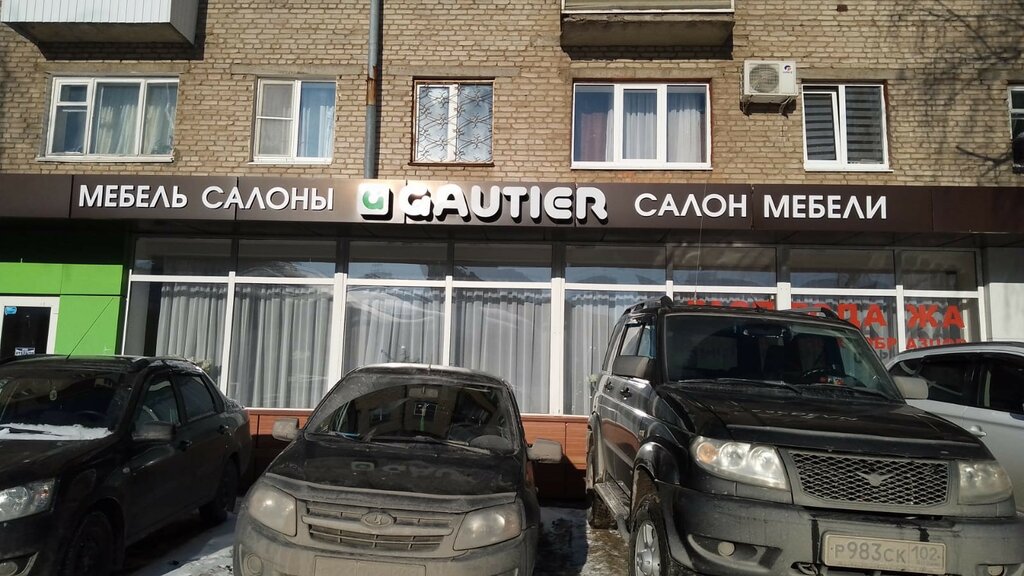 МЕБЕЛЬ САЛОНЫ GAUTIER САЛОН МЕБЕЛИ
Р983СК 102